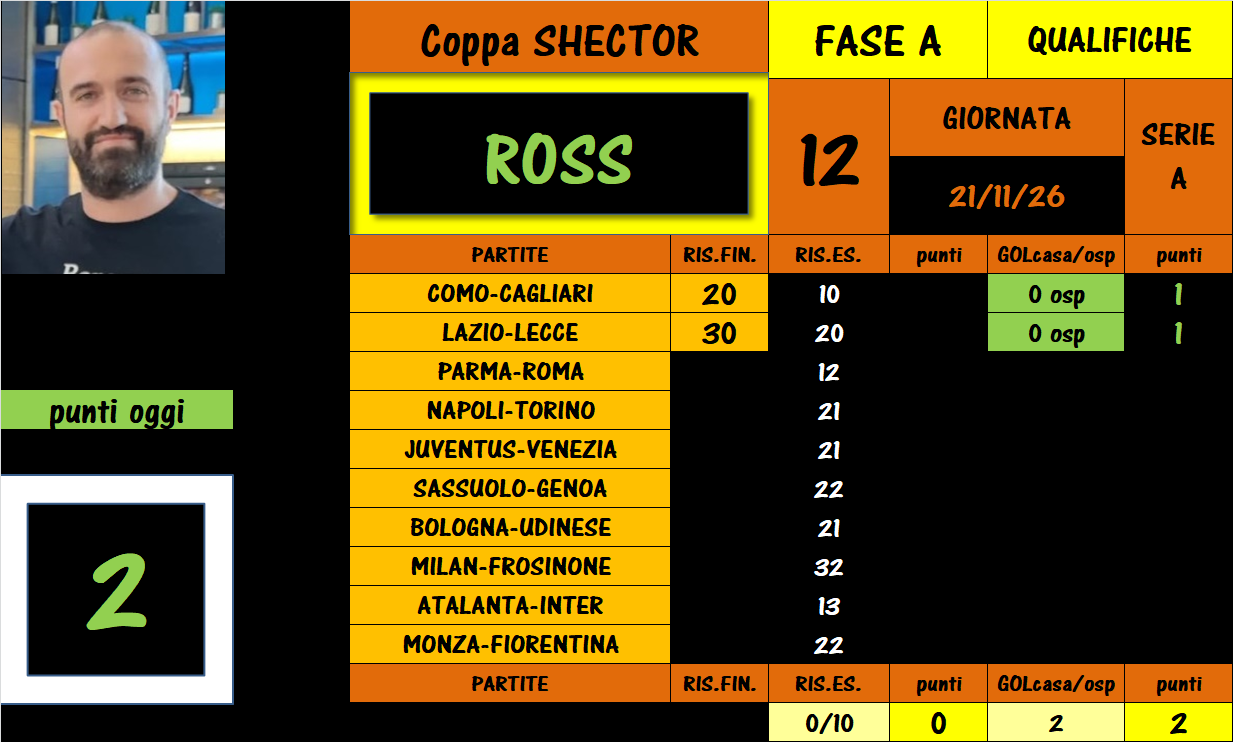 Coppa SHECTOR FASE A QUALIFICHE
ROSS 12 GIORNATA SERIE A
21/11/26
PARTITE RIS.FIN. RIS.ES. punti GOLcasa/osp punti
COMO-CAGLIARI 20 10 0 osp 1
LAZIO-LECCE 30 20 0 osp 1
PARMA-ROMA 12
NAPOLI-TORINO 21
JUVENTUS-VENEZIA 21
SASSUOLO-GENOA 22
BOLOGNA-UDINESE 21
MILAN-FROSINONE 32
ATALANTA-INTER 13
MONZA-FIORENTINA 22
PARTITE RIS.FIN. RIS.ES. punti GOLcasa/osp punti
0/10 0 2 2
punti oggi
2